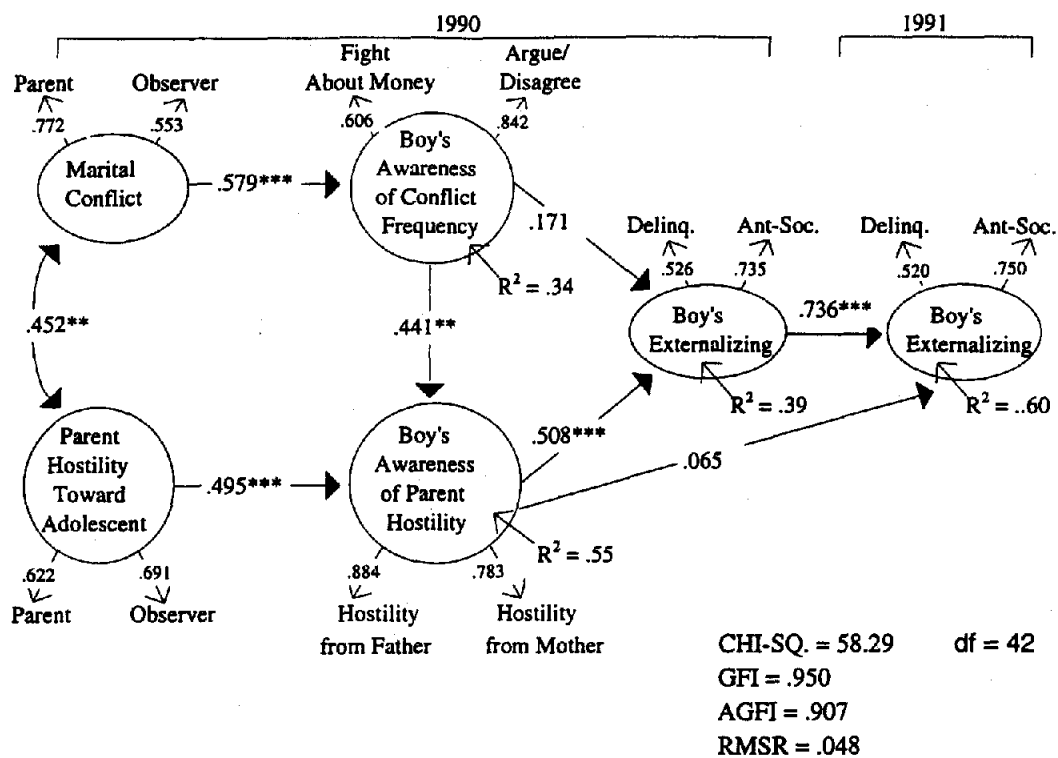 1990
1991
Fight
About Money
Argue/
Disagree
Parent
Observer
.772
.553
.606
.842
Marital
Conflict
.579***
Boy's
Awareness
of Conflict
Frequency
.171
R² = .34
Delinq.
Ant-Soc.
.526
.735
Delinq.
Ant-Soc.
.520
.750
.452**
.441**
Boy's
Externalizing
.736***
Boy's
Externalizing
R² = .39
R² = .60
Parent
Hostility
Toward
Adolescent
.495***
Boy's
Awareness
of Parent
Hostility
.508***
.065
R² = .55
.622
.691
.884
.783
Parent
Observer
Hostility
from Father
Hostility
from Mother
CHI-SQ. = 58.29 df = 42
GFI = .950
AGFI = .907
RMSR = .048